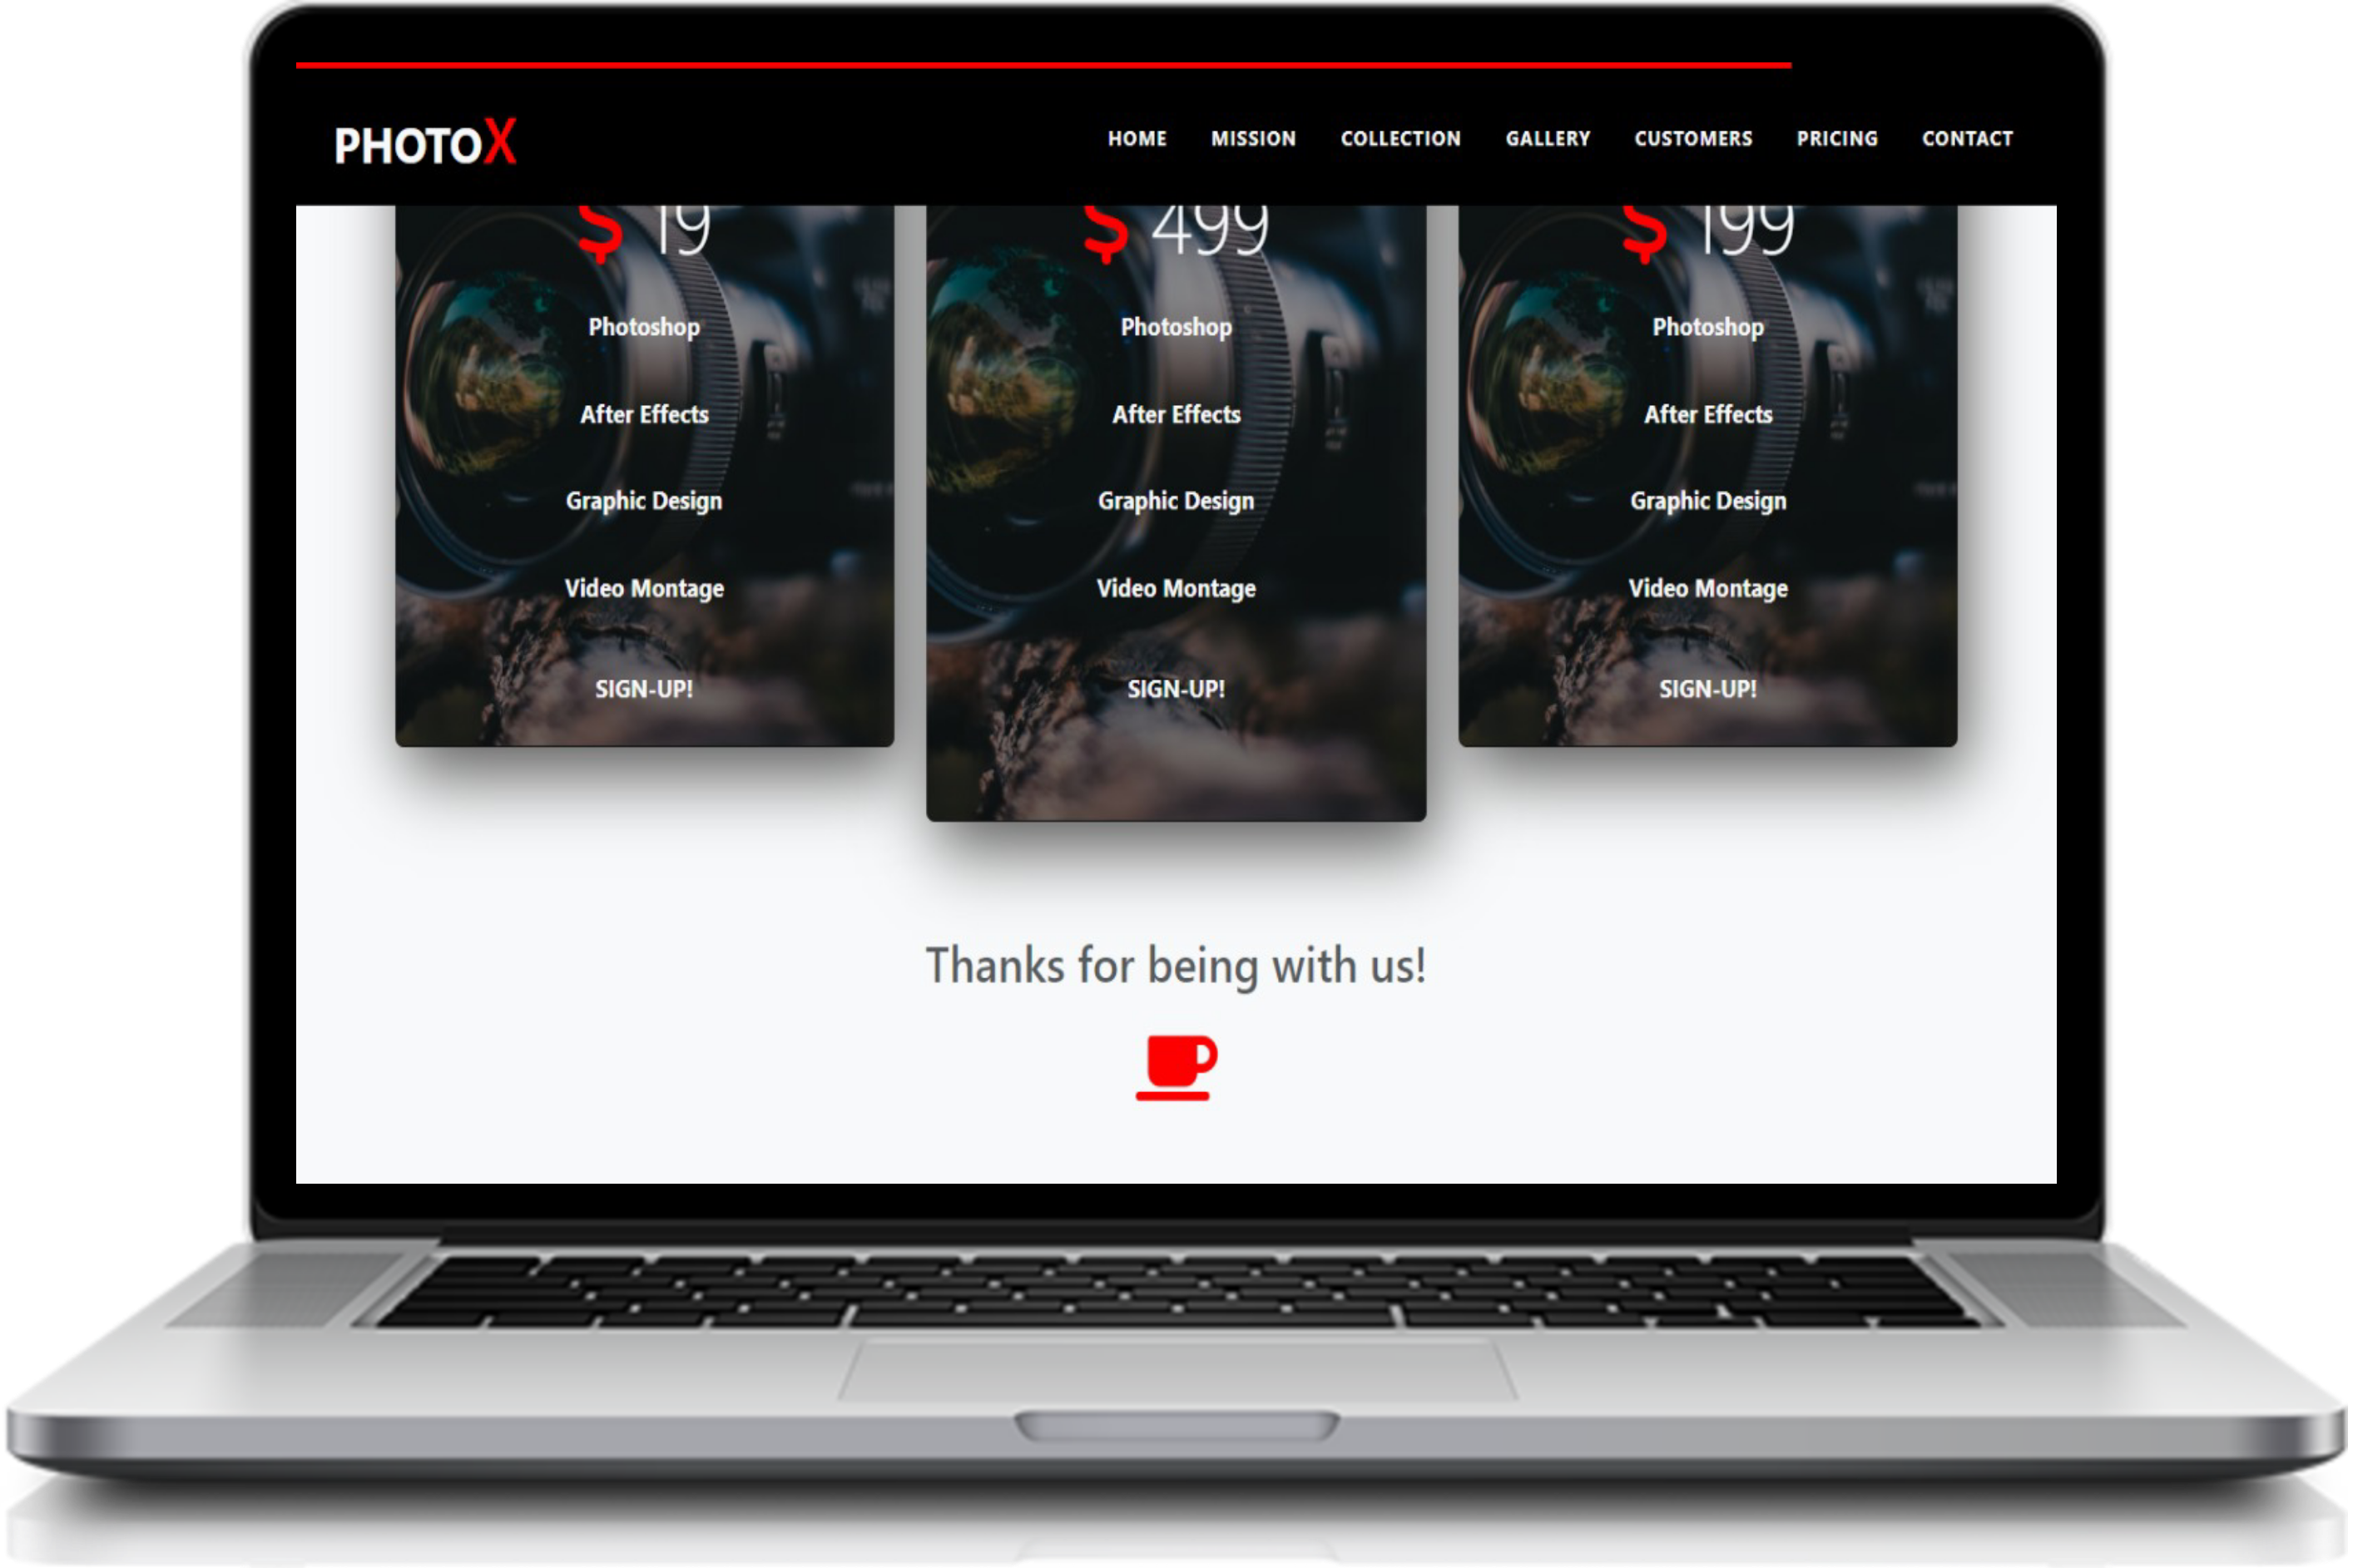 PHOTOX
HOME MISSION COLLECTION GALLERY CUSTOMERS PRICING CONTACT
$ 19 $ 499 $ 199
Photoshop Photoshop Photoshop
After Effects After Effects After Effects
Graphic Design Graphic Design Graphic Design
Video Montage Video Montage Video Montage
SIGN-UP! SIGN-UP! SIGN-UP!
Thanks for being with us!